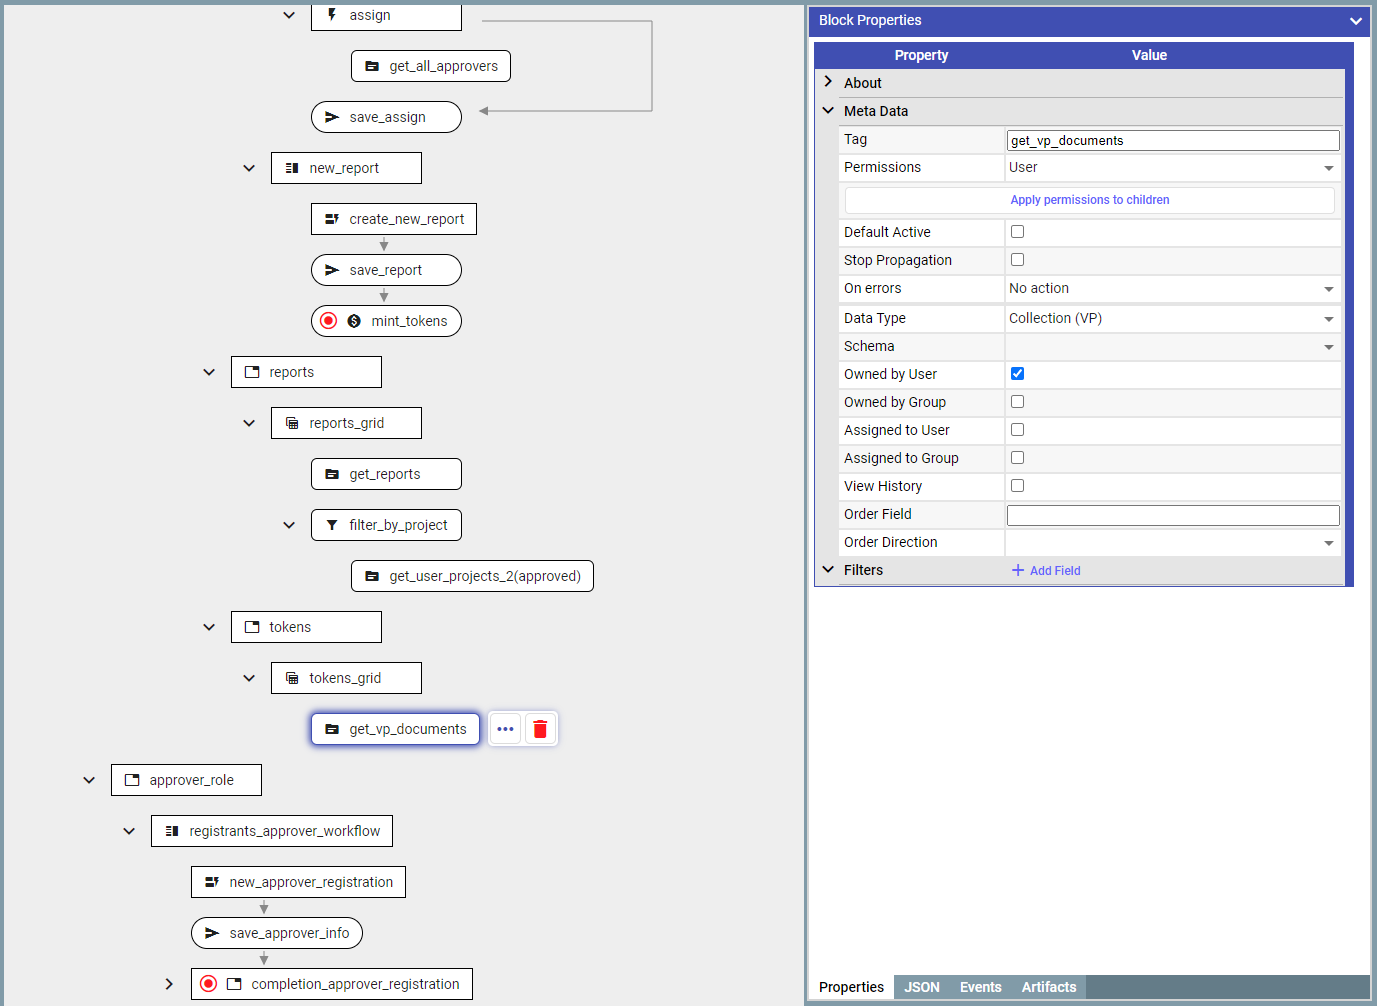 assign
get_all_approvers
save_assign
new_report
create_new_report
save_report
mint_tokens
reports
reports_grid
get_reports
filter_by_project
get_user_projects_2(approved)
tokens
tokens_grid
get_vp_documents
approver_role
registrants_approver_workflow
new_approver_registration
save_approver_info
completion_approver_registration
Block Properties
Property Value
About
Meta Data
Tag get_vp_documents
Permissions User
Apply permissions to children
Default Active
Stop Propagation
On errors No action
Data Type Collection (VP)
Schema
Owned by User
Owned by Group
Assigned to User
Assigned to Group
View History
Order Field
Order Direction
Filters + Add Field
Properties JSON Events Artifacts